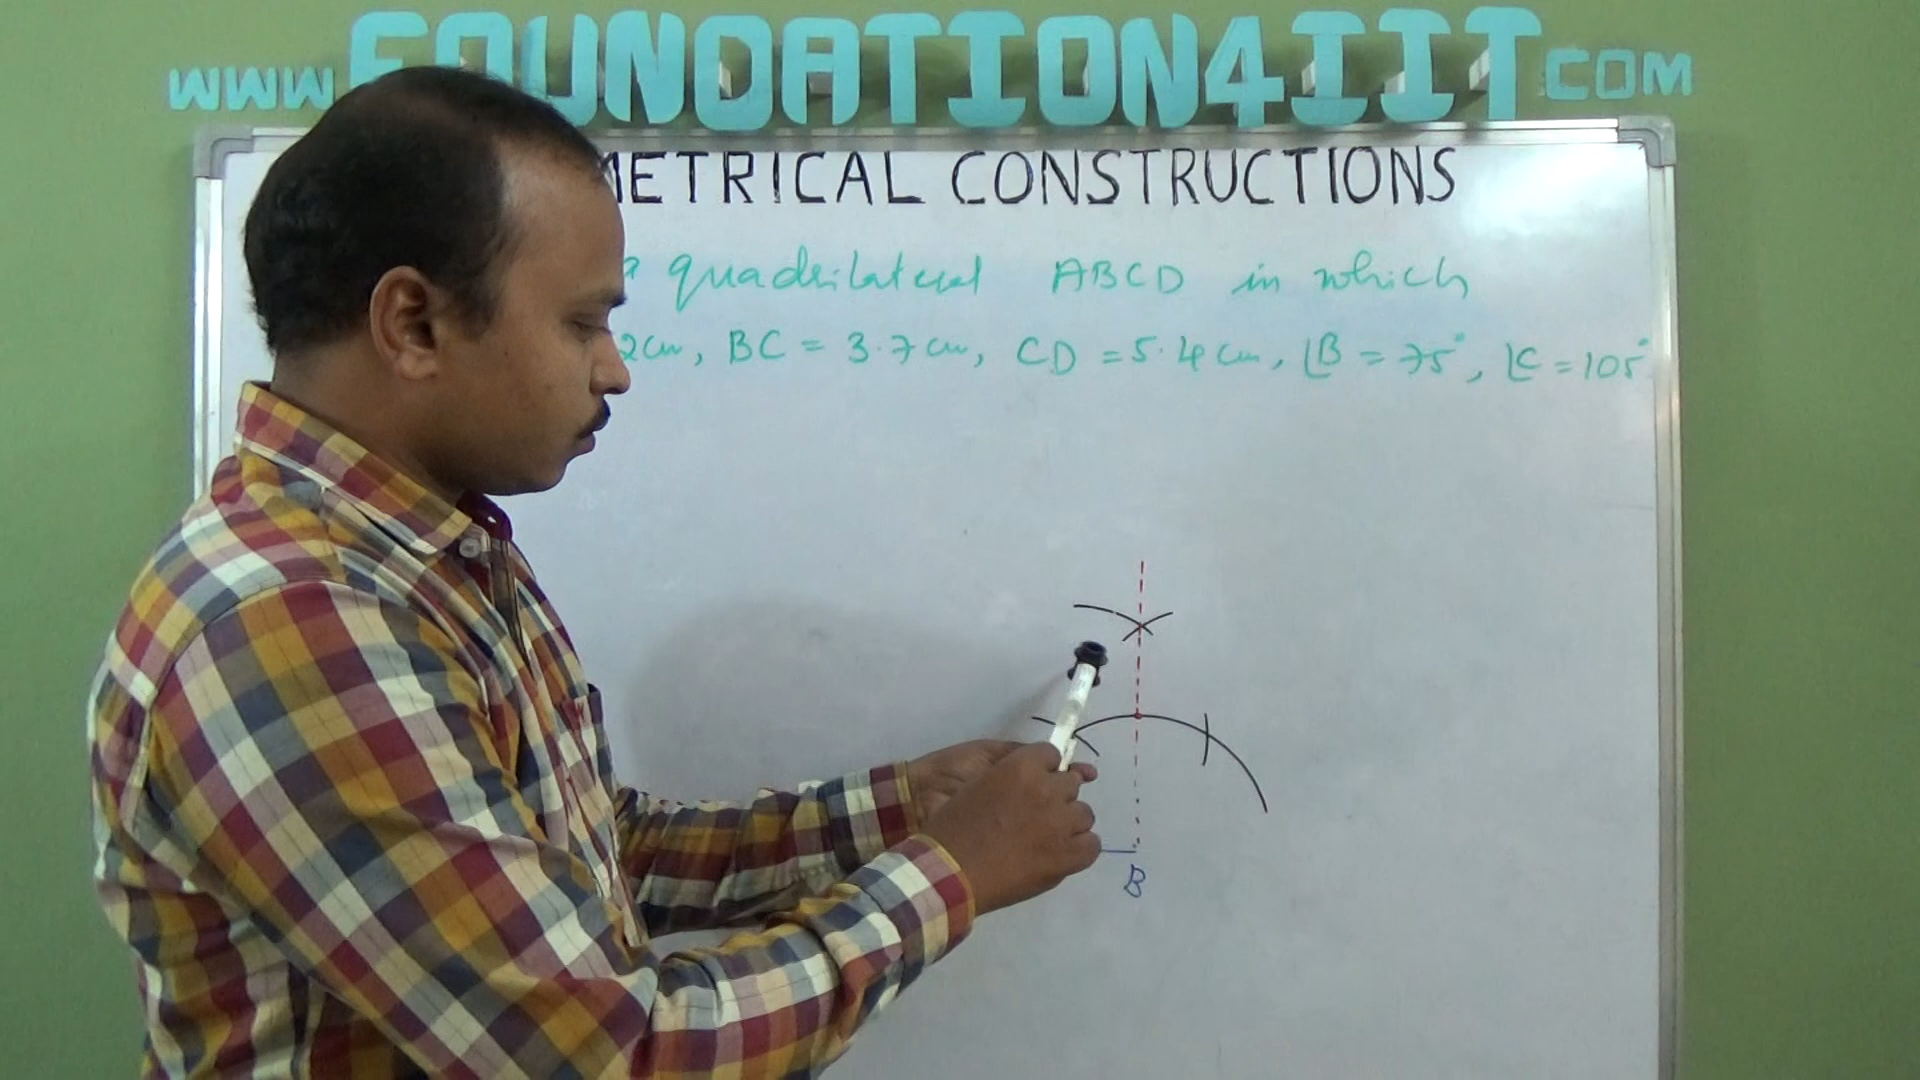 WWW FOUNDATION4IIT.COM
METRICAL CONSTRUCTIONS
a quadrilateral ABCD in which
2cm, BC = 3.7 cm, CD = 5.4 cm, ∠B = 75°, ∠C = 105°
B